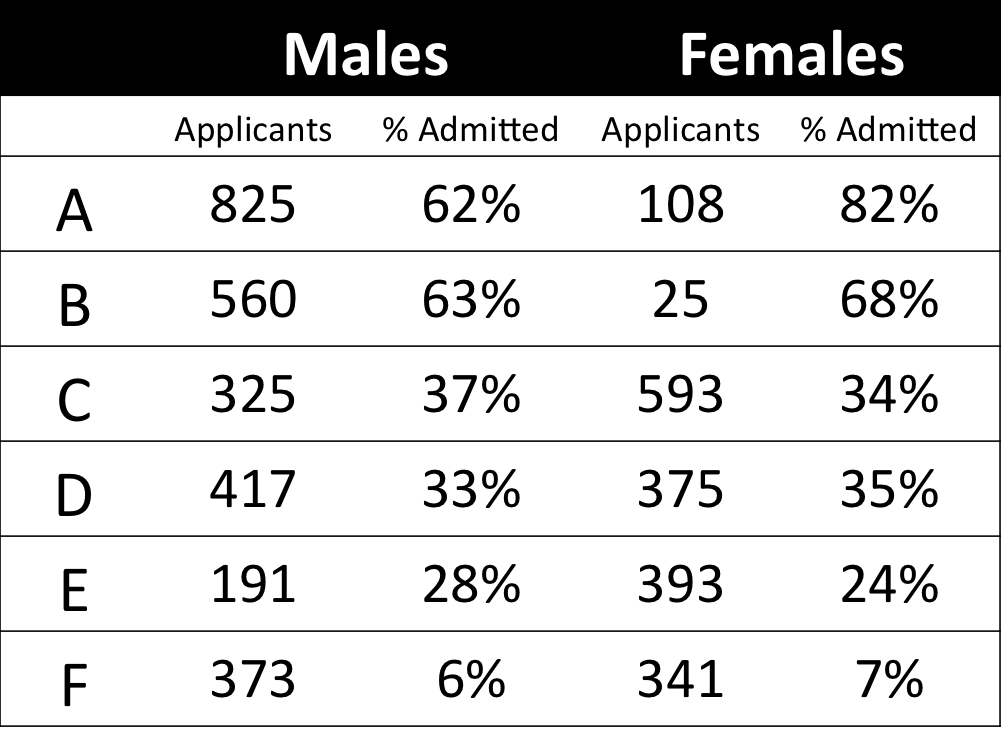 Males Females
Applicants % Admitted Applicants % Admitted
A 825 62% 108 82%
B 560 63% 25 68%
C 325 37% 593 34%
D 417 33% 375 35%
E 191 28% 393 24%
F 373 6% 341 7%